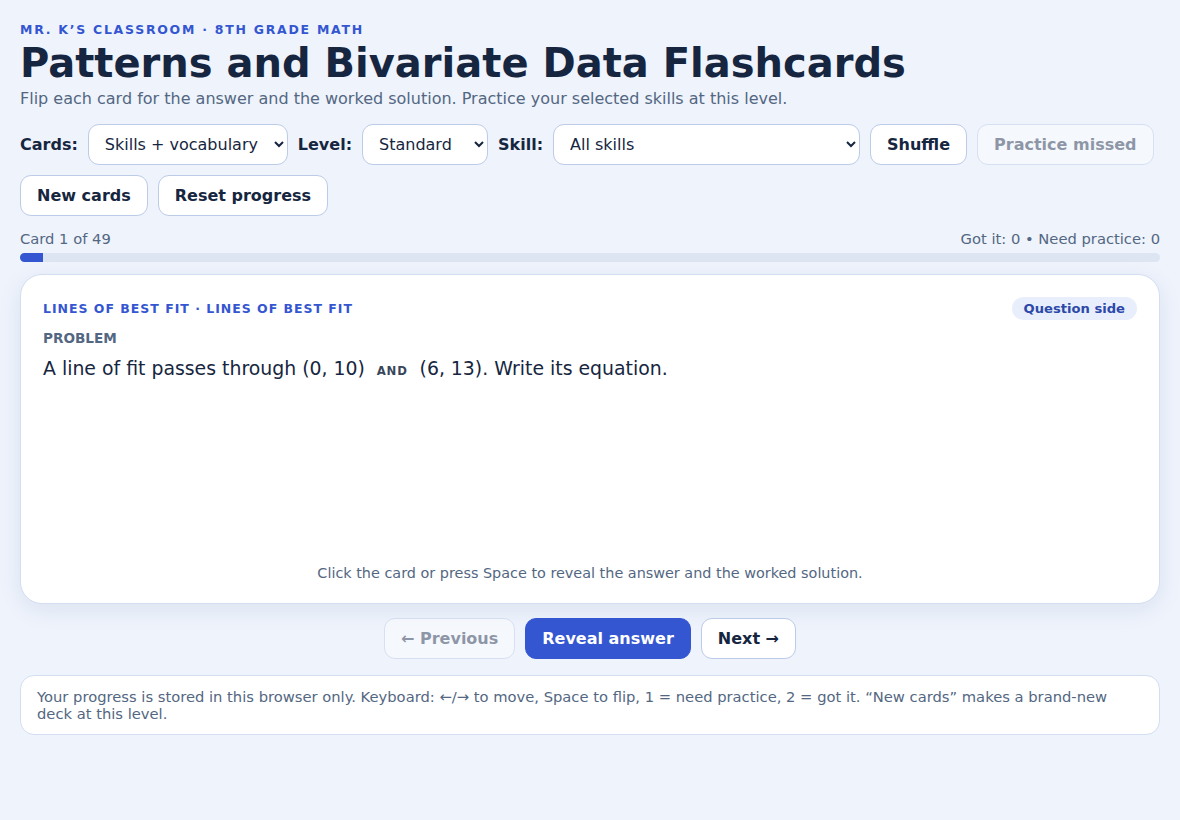 MR. K’S CLASSROOM · 8TH GRADE MATH
Patterns and Bivariate Data Flashcards
Flip each card for the answer and the worked solution. Practice your selected skills at this level.
Cards: Skills + vocabulary Level: Standard Skill: All skills Shuffle Practice missed
New cards Reset progress
Card 1 of 49 Got it: 0 • Need practice: 0
LINES OF BEST FIT · LINES OF BEST FIT Question side
PROBLEM
A line of fit passes through (0, 10) AND (6, 13). Write its equation.
Click the card or press Space to reveal the answer and the worked solution.
← Previous Reveal answer Next →
Your progress is stored in this browser only. Keyboard: ←/→ to move, Space to flip, 1 = need practice, 2 = got it. “New cards” makes a brand-new
deck at this level.